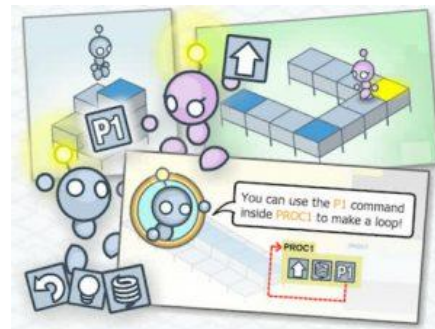 P1
You can use the P1 command
inside PROC1 to make a loop!
PROC1
P1